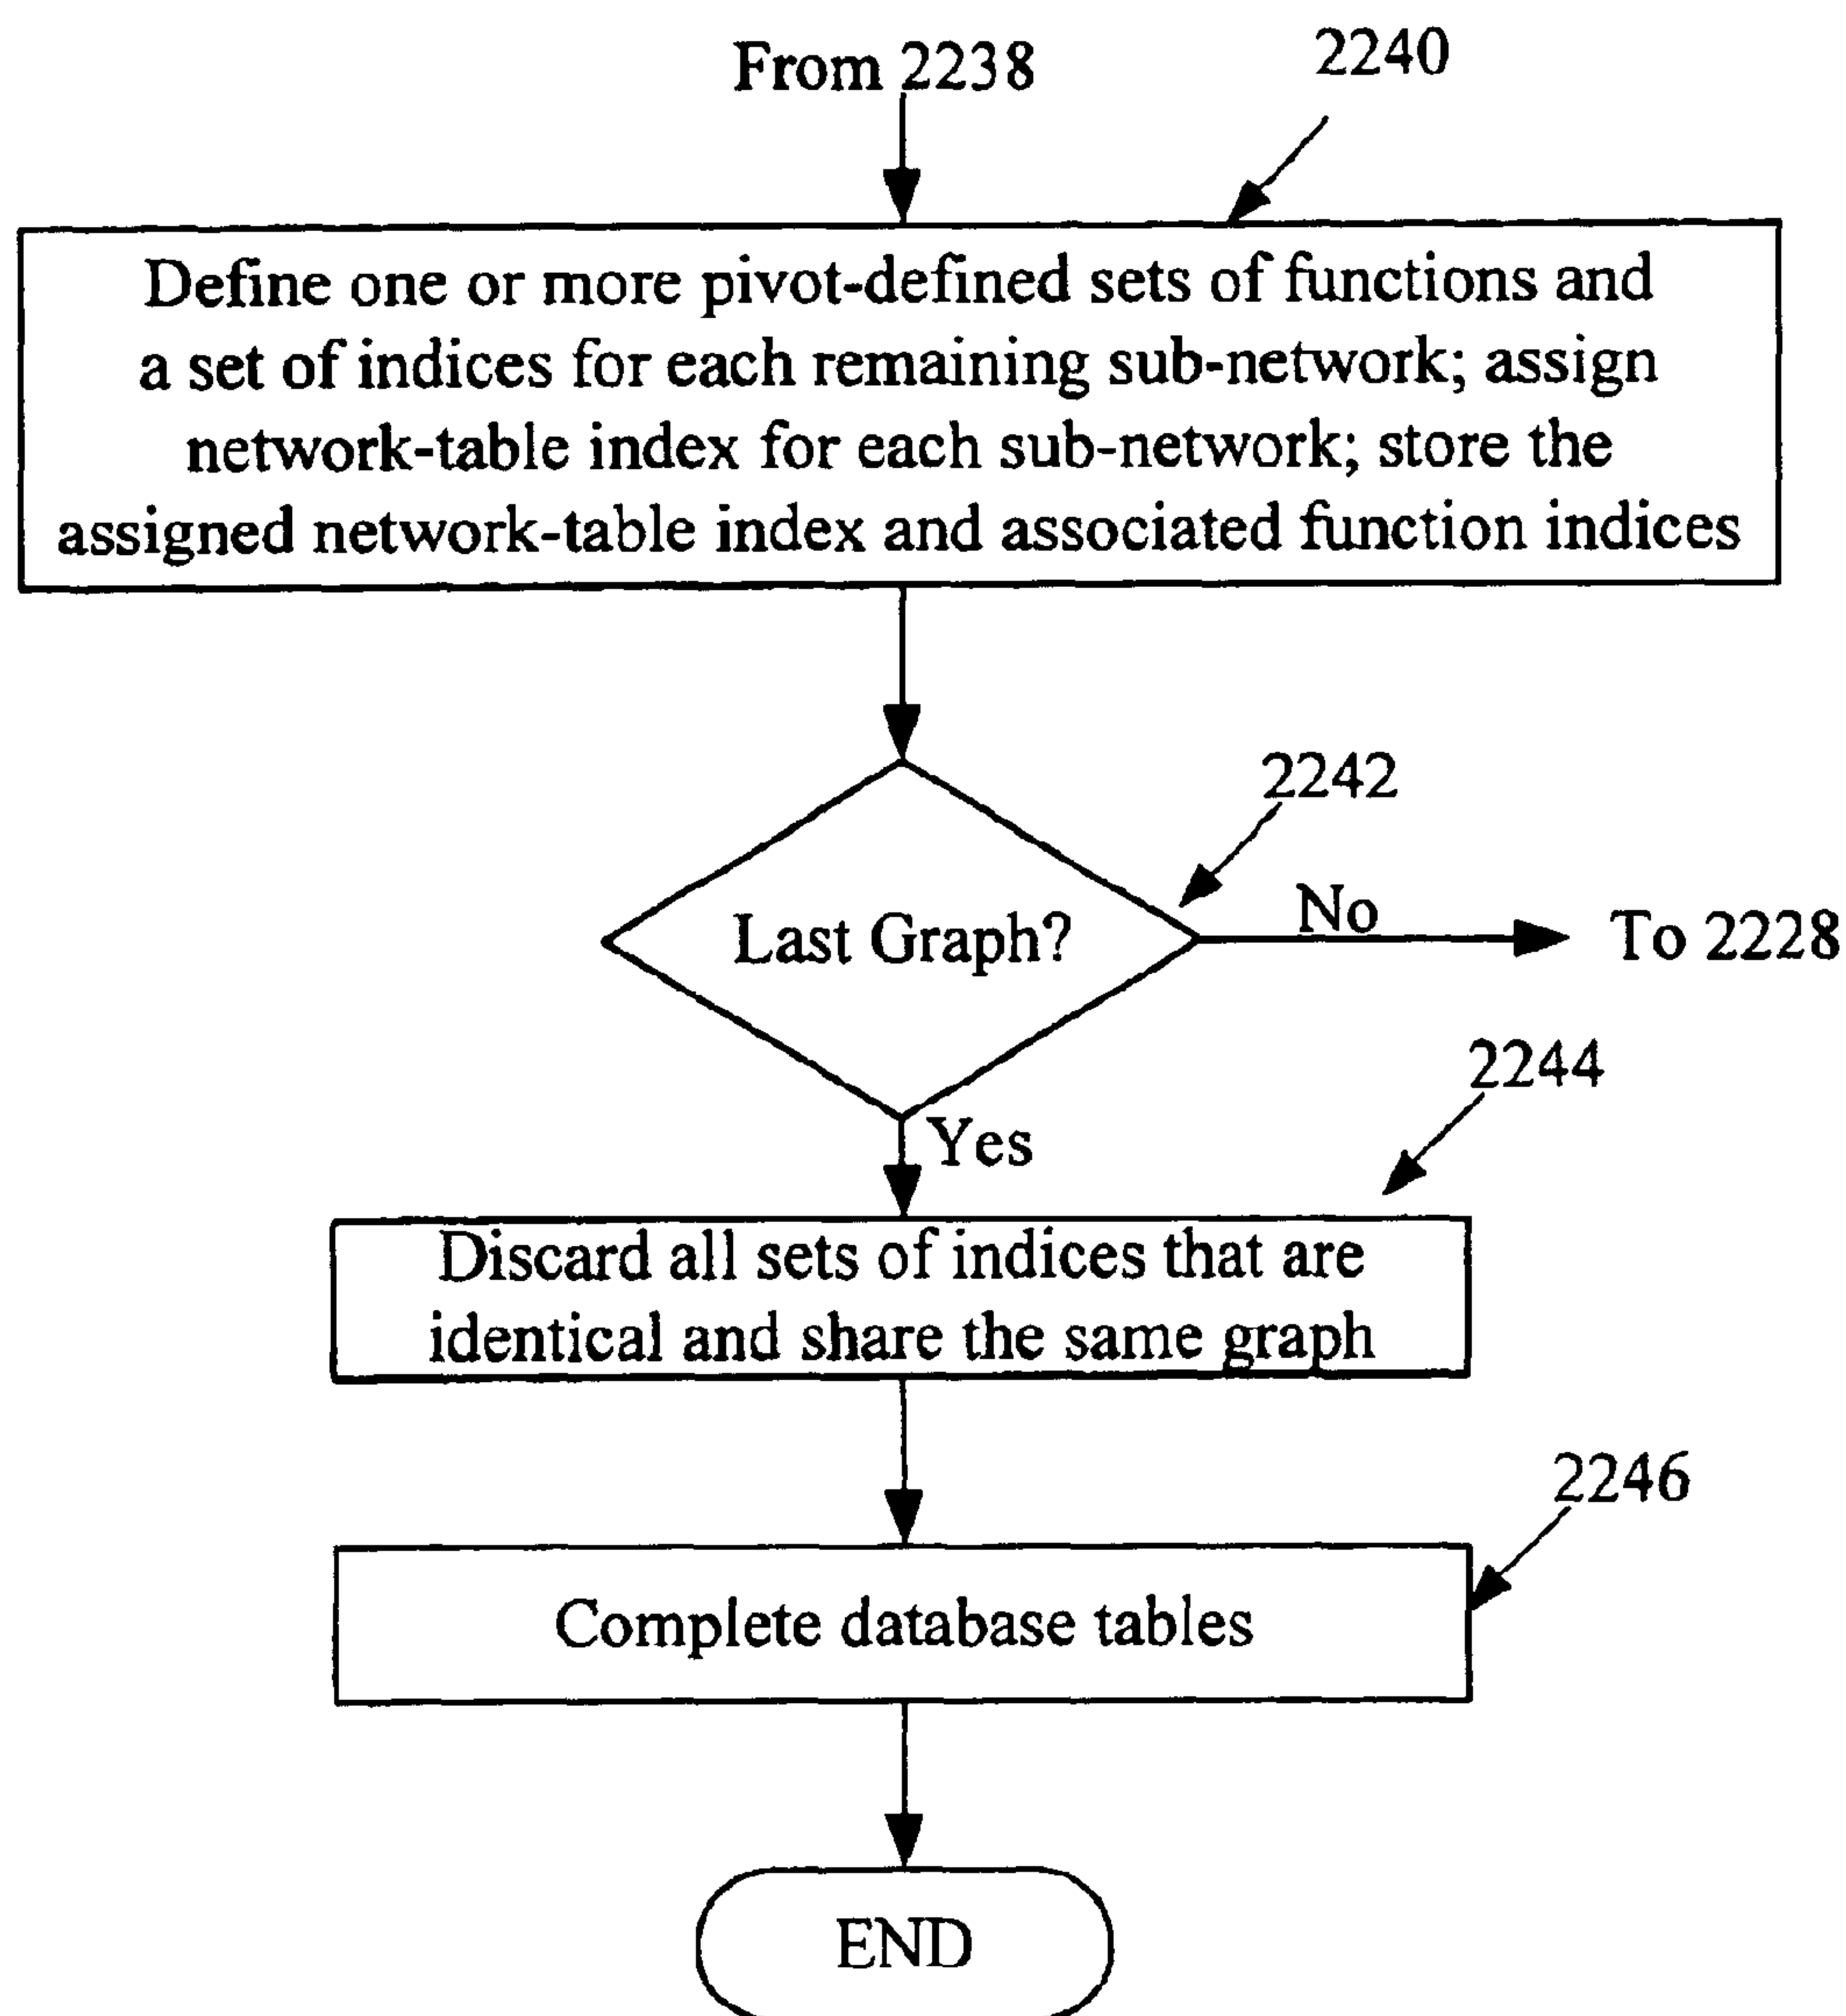 From 2238
2240
Define one or more pivot-defined sets of functions and
a set of indices for each remaining sub-network; assign
network-table index for each sub-network; store the
assigned network-table index and associated function indices
2242
Last Graph?
No
To 2228
Yes
2244
Discard all sets of indices that are
identical and share the same graph
2246
Complete database tables
END